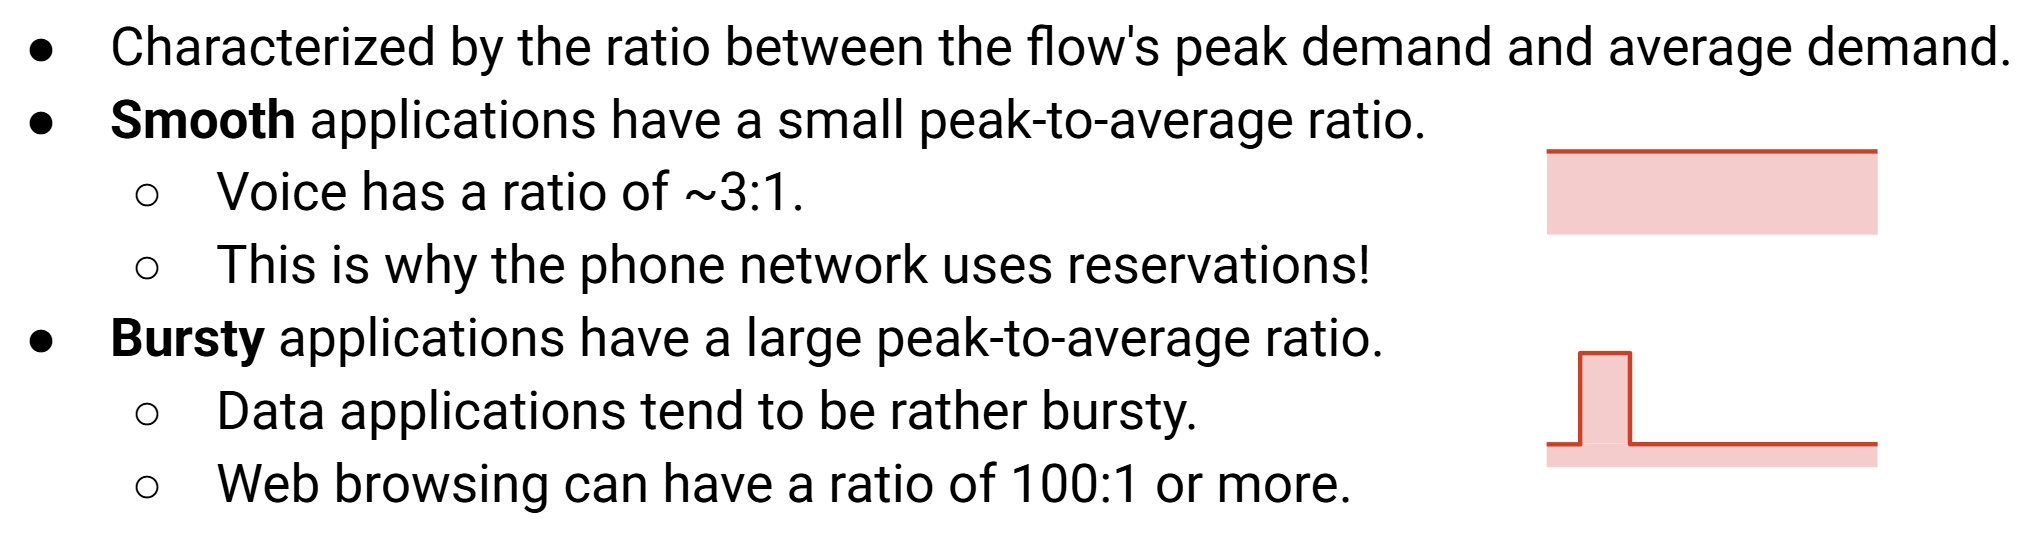 ● Characterized by the ratio between the flow's peak demand and average demand.
● Smooth applications have a small peak-to-average ratio.
○ Voice has a ratio of ~3:1.
○ This is why the phone network uses reservations!
● Bursty applications have a large peak-to-average ratio.
○ Data applications tend to be rather bursty.
○ Web browsing can have a ratio of 100:1 or more.